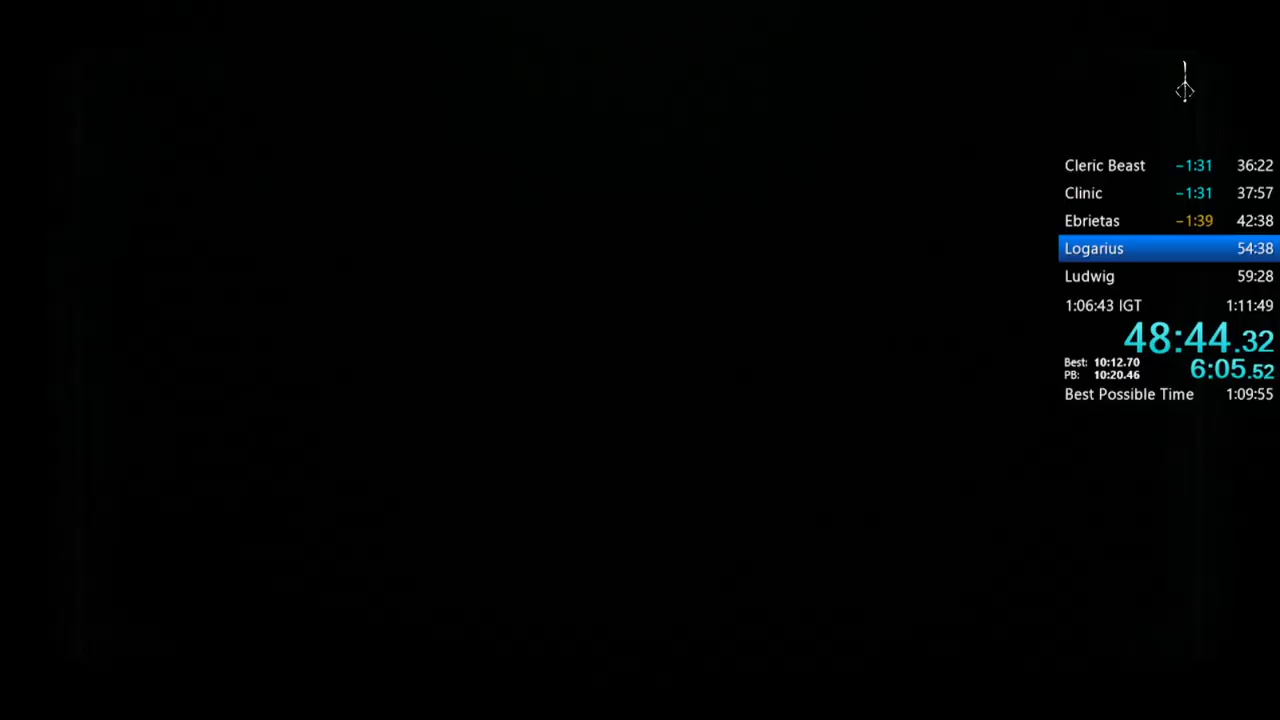 Cleric Beast -1:31 36:22
Clinic -1:31 37:57
Ebrietas -1:39 42:38
Logarius 54:38
Ludwig 59:28
1:06:43 IGT 1:11:49
48:44.32
Best: 10:12.70
PB: 10:20.46
6:05.52
Best Possible Time 1:09:55